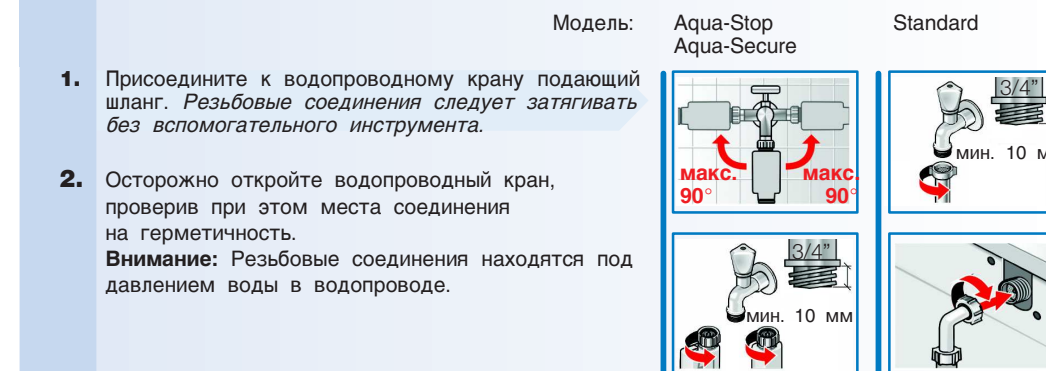 Модель:
Aqua-Stop
Aqua-Secure
Standard
1. Присоедините к водопроводному крану подающий
шланг. Резьбовые соединения следует затягивать
без вспомогательного инструмента.
2. Осторожно откройте водопроводный кран,
проверив при этом места соединения
на герметичность.
Внимание: Резьбовые соединения находятся под
давлением воды в водопроводе.
макс.
90°
макс.
90°
3/4”
мин. 10 м
3/4”
мин. 10 мм